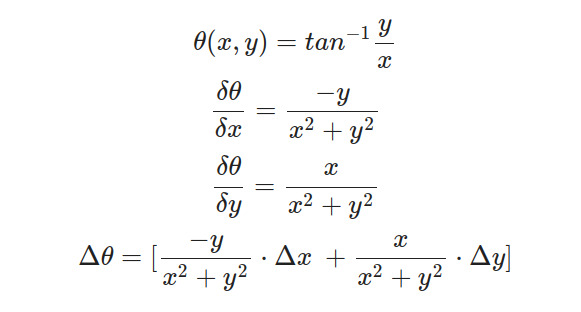 θ(x, y) = tan⁻¹ y/x
δθ/δx = −y/(x² + y²)
δθ/δy = x/(x² + y²)
Δθ = [−y/(x² + y²) · Δx + x/(x² + y²) · Δy]